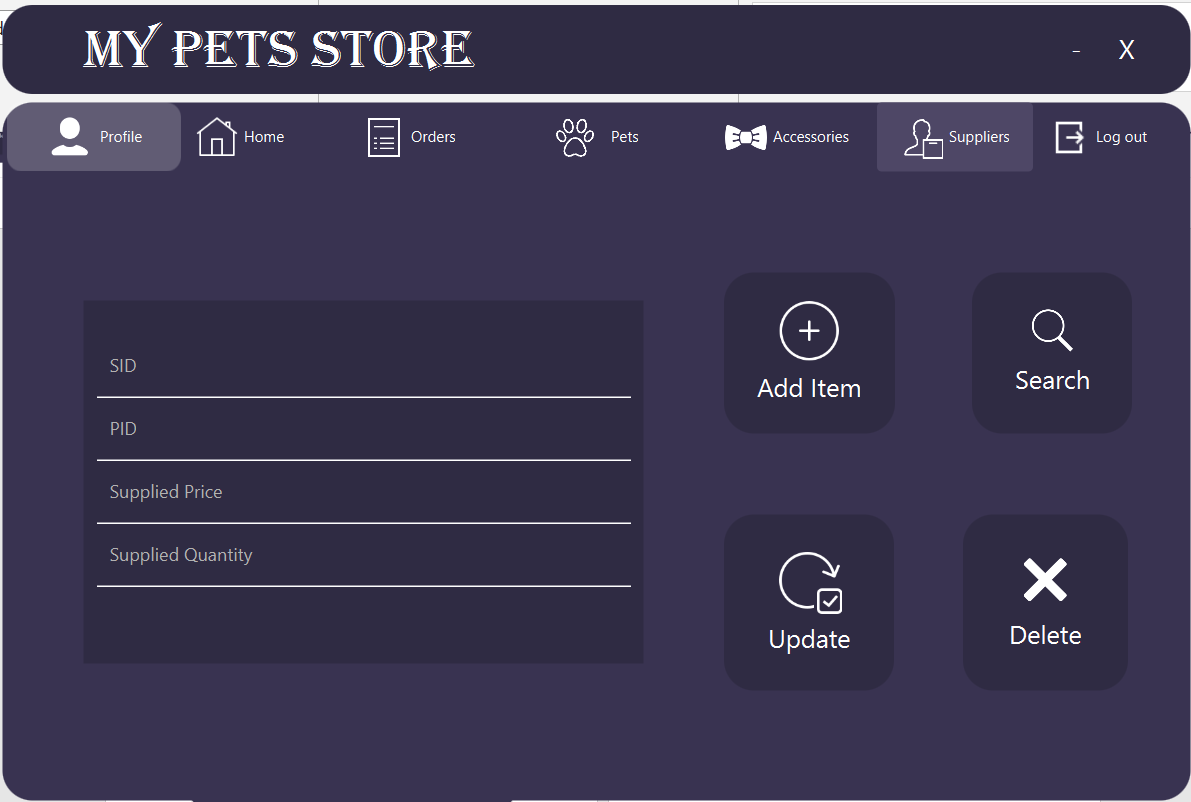 MY PETS STORE
-
X
Profile
Home
Orders
Pets
Accessories
Suppliers
Log out
SID
PID
Supplied Price
Supplied Quantity
Add Item
Search
Update
Delete